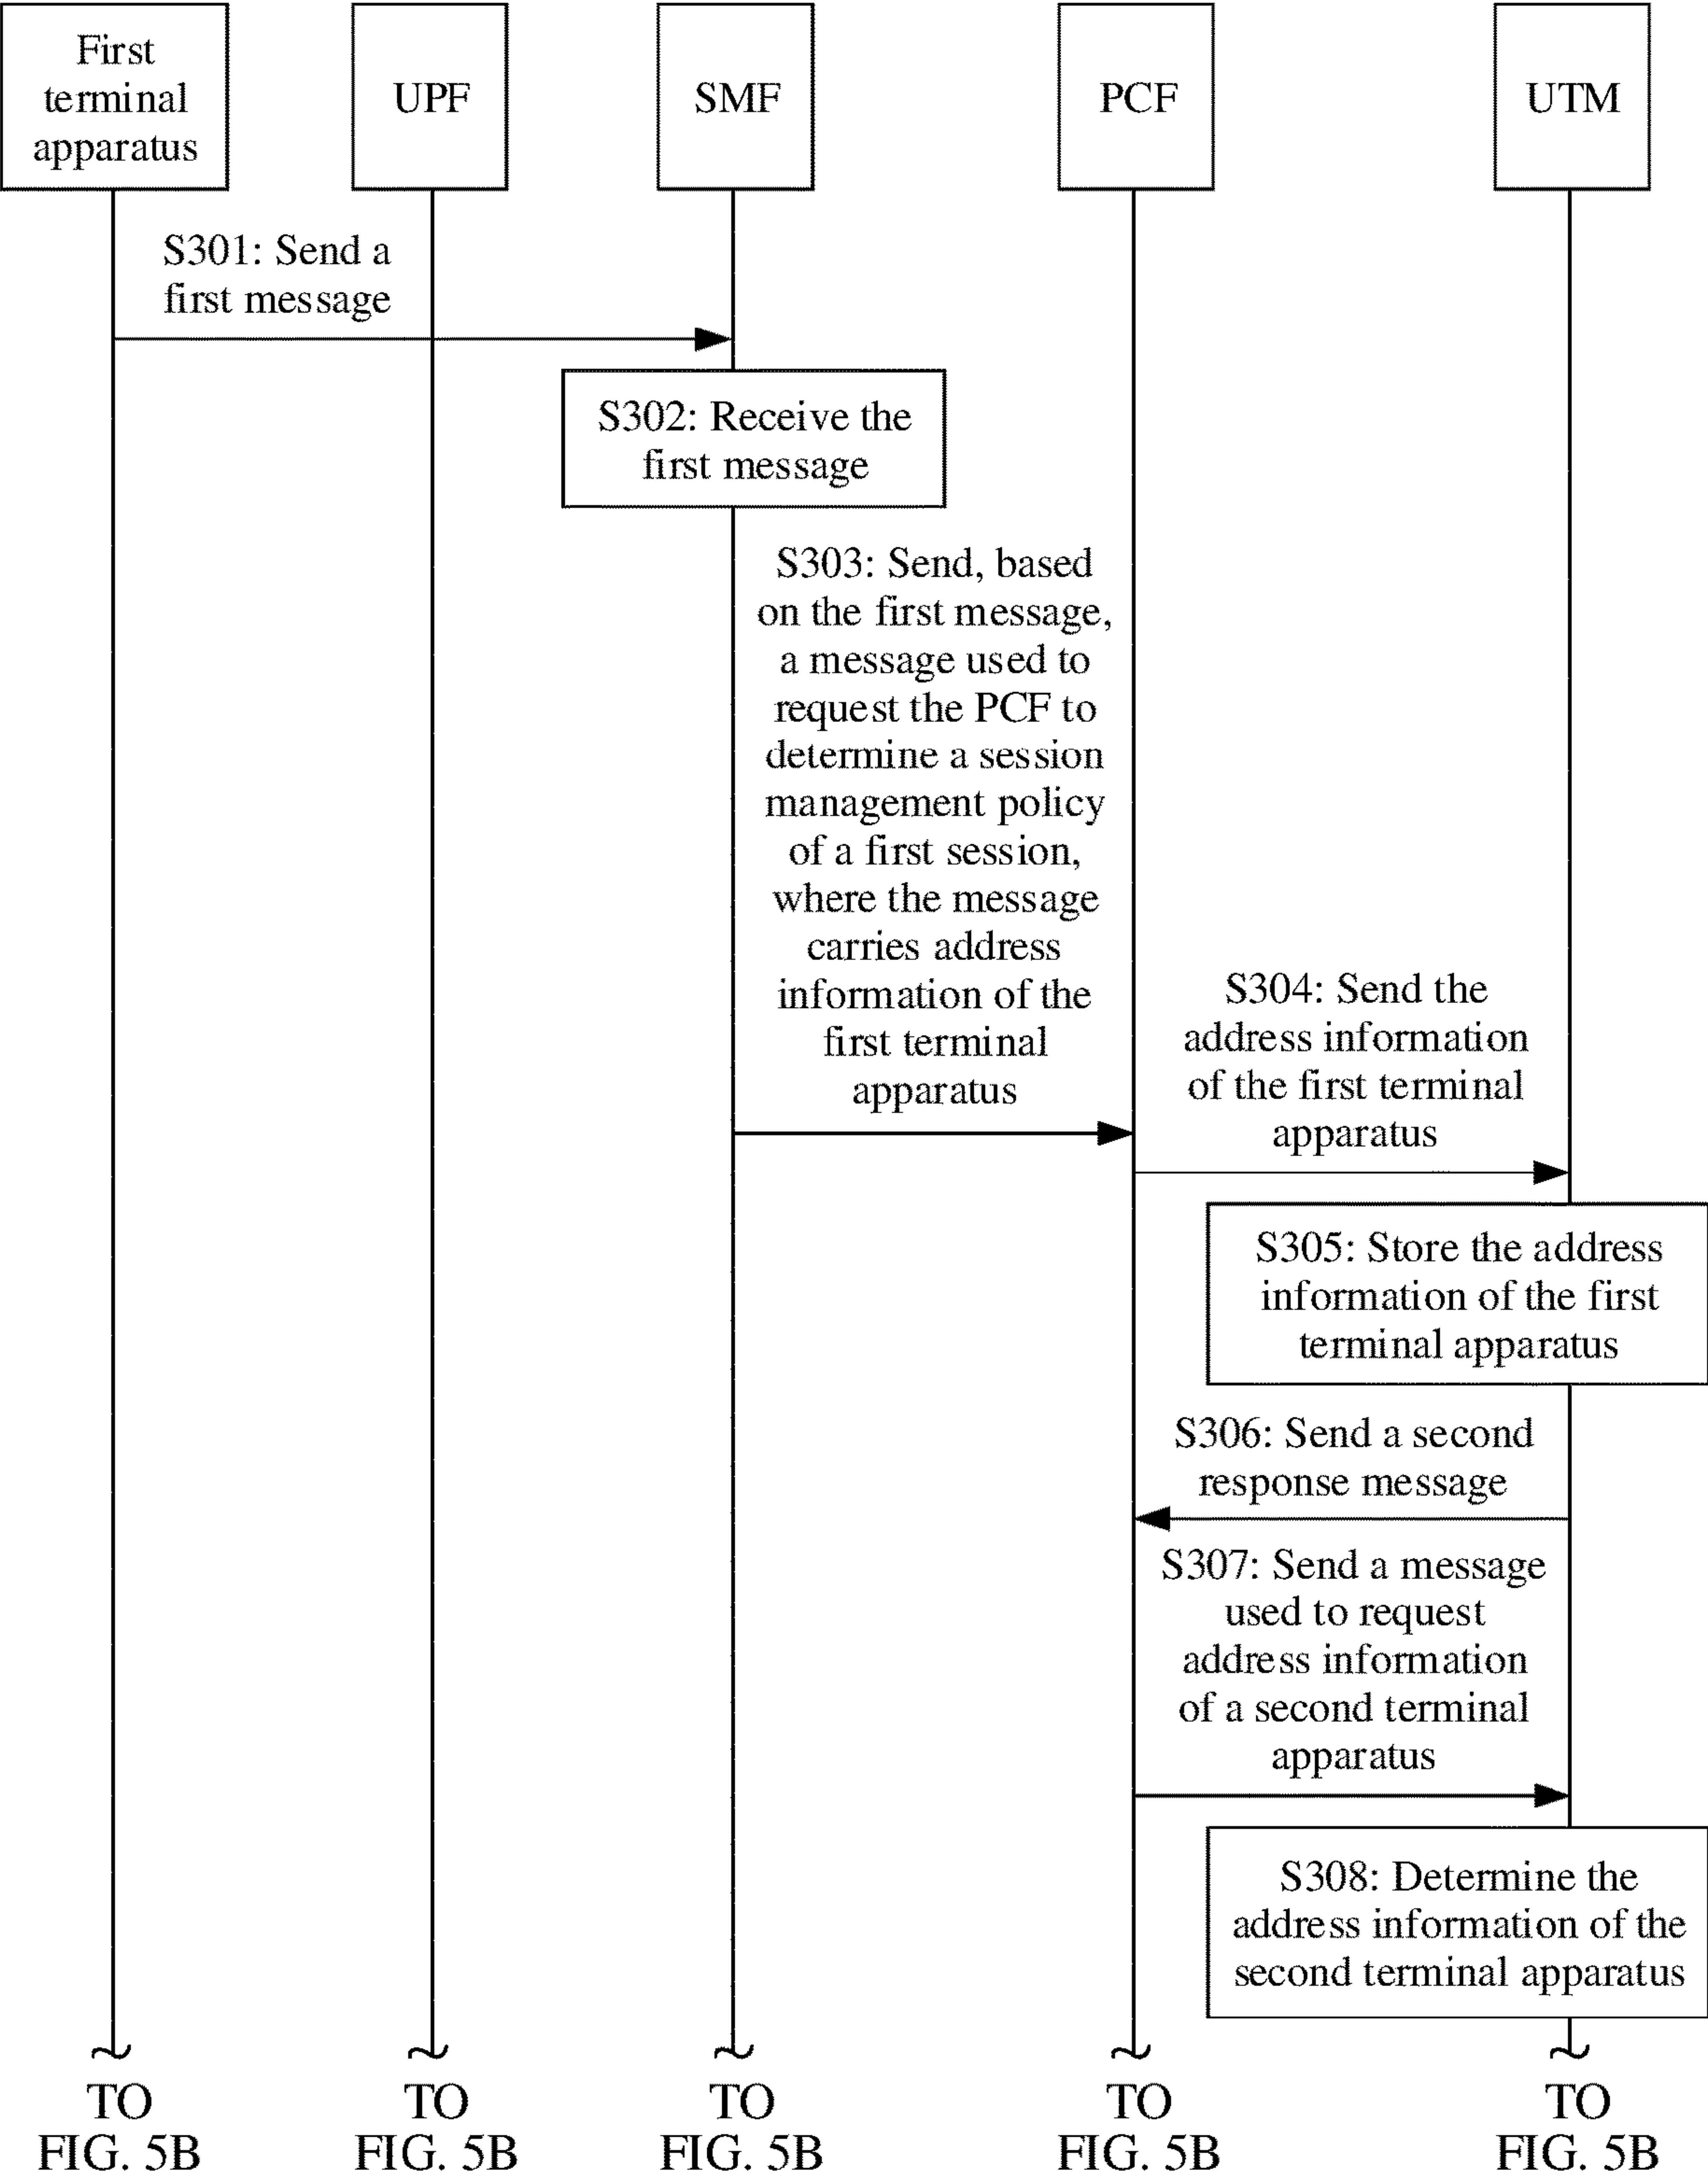 First
terminal
apparatus
UPF
SMF
PCF
UTM
S301: Send a
first message
S302: Receive the
first message
S303: Send, based
on the first message,
a message used to
request the PCF to
determine a session
management policy
of a first session,
where the message
carries address
information of the
first terminal
apparatus
S304: Send the
address information
of the first terminal
apparatus
S305: Store the address
information of the first
terminal apparatus
S306: Send a second
response message
S307: Send a message
used to request
address information
of a second terminal
apparatus
S308: Determine the
address information of the
second terminal apparatus
TO
FIG. 5B
TO
FIG. 5B
TO
FIG. 5B
TO
FIG. 5B
TO
FIG. 5B